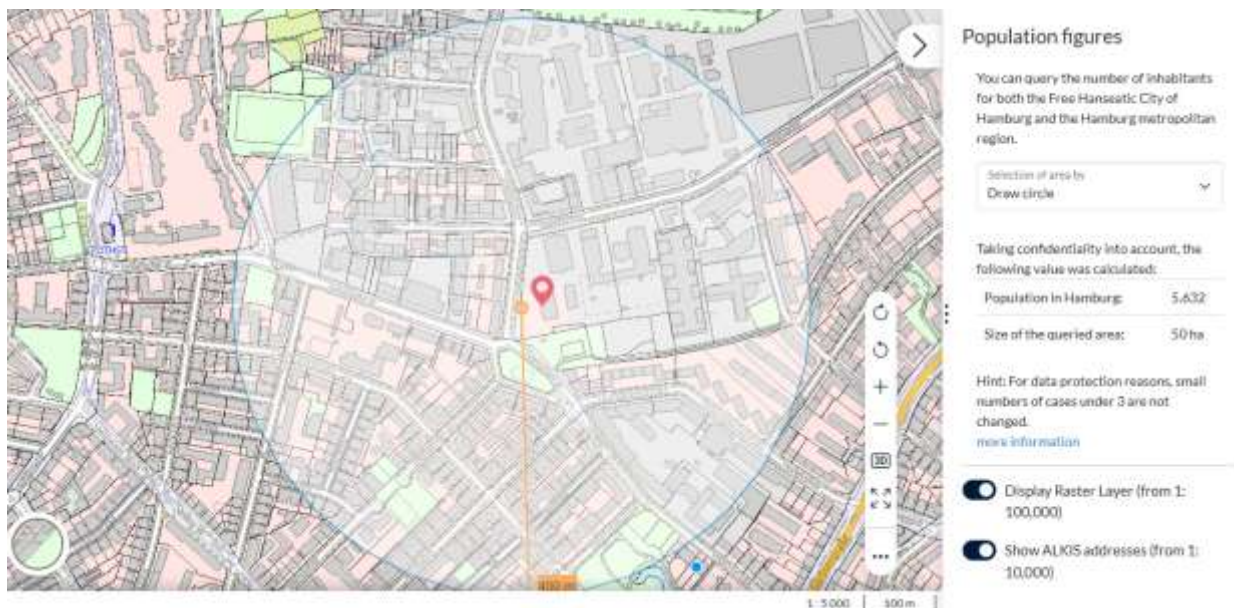 Population figures
You can query the number of inhabitants
for both the Free Hanseatic City of
Hamburg and the Hamburg metropolitan
region.
Selection of area by
Draw circle
Taking confidentiality into account, the
following value was calculated:
Population in Hamburg: 5,632
Size of the queried area: 50 ha
Hint: For data protection reasons, small
numbers of cases under 3 are not
changed.
more information
3D
Display Raster Layer (from 1:
100,000)
Show ALKIS addresses (from 1:
10,000)
400 m
1: 5 000 100 m